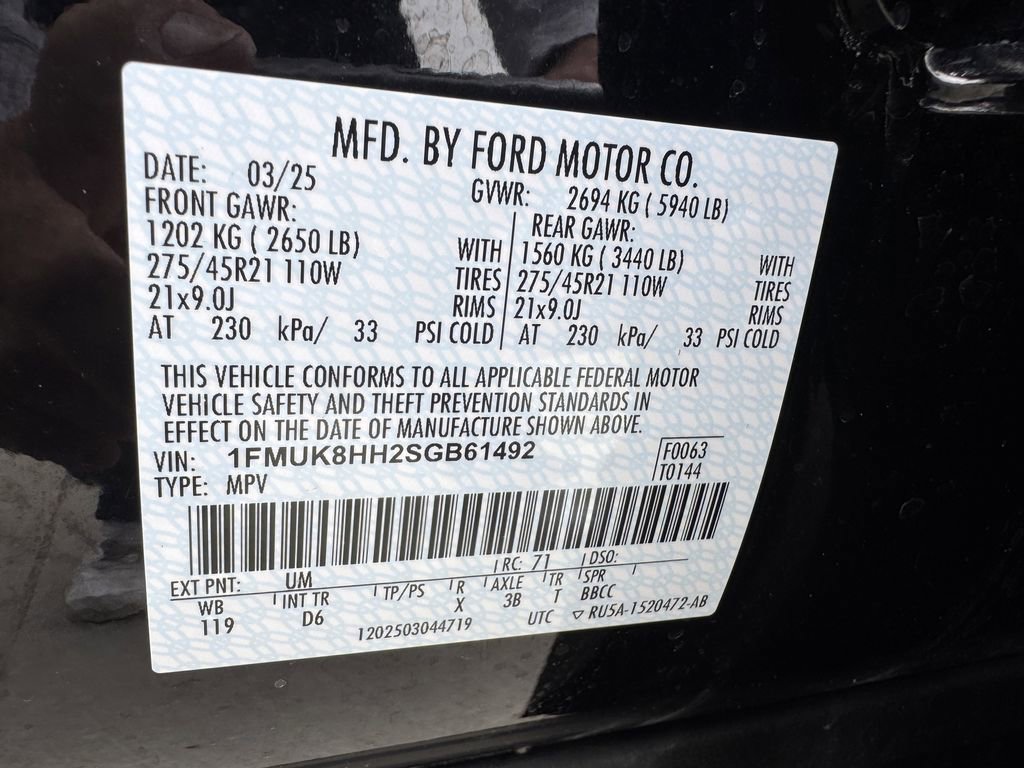 MFD. BY FORD MOTOR CO.
DATE: 03/25 GVWR: 2694 KG ( 5940 LB)
FRONT GAWR: REAR GAWR:
1202 KG ( 2650 LB) WITH 1560 KG ( 3440 LB) WITH
275/45R21 110W TIRES 275/45R21 110W TIRES
21x9.0J RIMS 21x9.0J RIMS
AT 230 kPa/ 33 PSI COLD AT 230 kPa/ 33 PSI COLD
THIS VEHICLE CONFORMS TO ALL APPLICABLE FEDERAL MOTOR
VEHICLE SAFETY AND THEFT PREVENTION STANDARDS IN
EFFECT ON THE DATE OF MANUFACTURE SHOWN ABOVE.
VIN: 1FMUK8HH2SGB61492 F0063
TYPE: MPV T0144
EXT PNT: UM RC: 71 DSO:
WB INT TR TP/PS R AXLE TR SPR
119 D6 X 3B T BBCC
1202503044719 UTC ▽ RU5A-1520472-AB